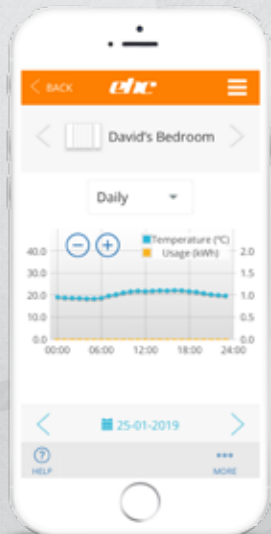 BACK
ehc
David's Bedroom
Daily
Temperature (°C)
Usage (kWh)
40.0
2.0
30.0
1.5
20.0
1.0
10.0
0.5
0.0
0.0
00:00 06:00 12:00 18:00 24:00
25-01-2019
HELP
MORE